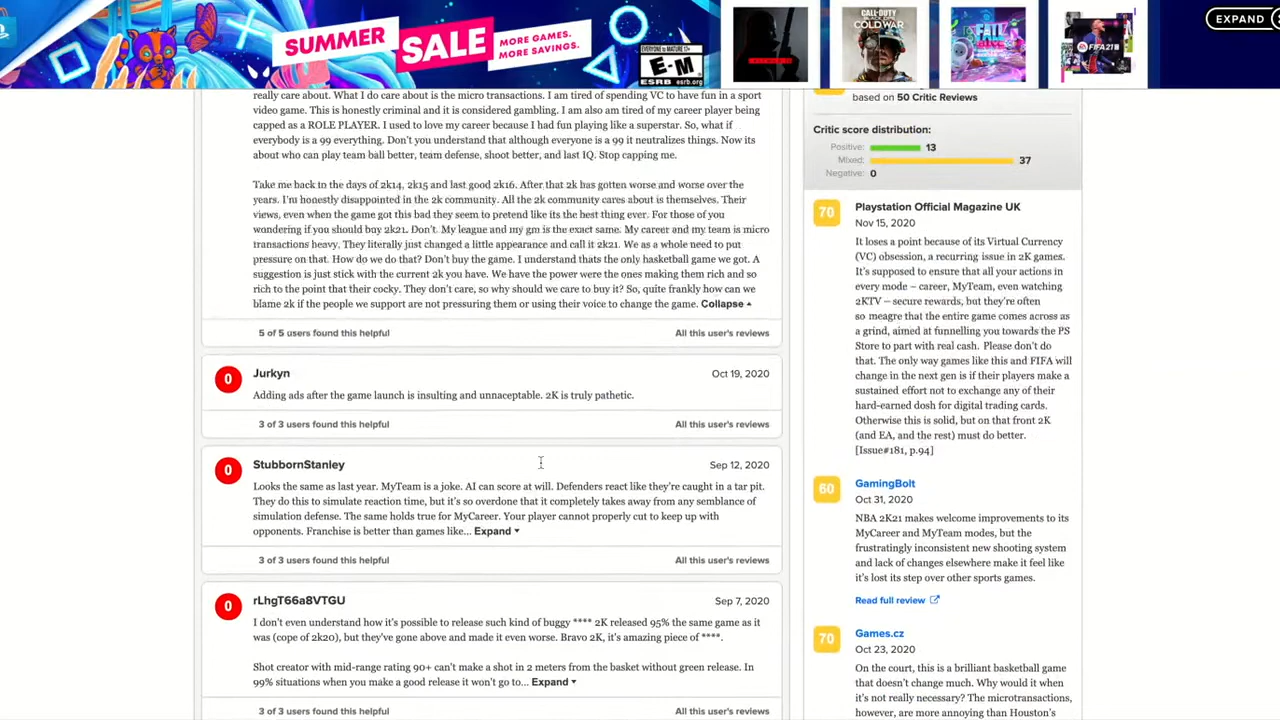 SUMMER
SALE
MORE GAMES.
MORE SAVINGS.
EVERYONE to MATURE 17+
E-M
ESRB esrb.org
CALL OF DUTY
COLD WAR
FIFA 21
EXPAND
really care about. What I do care about is the micro transactions. I am tired of spending VC to have fun in a sport
video game. This is honestly criminal and it is considered gambling. I am also am tired of my career player being
capped as a ROLE PLAYER. I used to love my career because I had fun playing like a superstar. So, what if
everybody is a 99 everything. Don't you understand that although everyone is a 99 it neutralizes things. Now its
about who can play team ball better, team defense, shoot better, and last IQ. Stop capping me.
Take me back to the days of 2k14, 2k15 and last good 2k16. After that 2k has gotten worse and worse over the
years. I'm honestly disappointed in the 2k community. All the 2k community cares about is themselves. Their
views, even when the game got this bad they seem to pretend like its the best thing ever. For those of you
wondering if you should buy 2k21. Don't. My league and my gm is the exact same. My career and my team is micro
transactions heavy. They literally just changed a little appearance and call it 2k21. We as a whole need to put
pressure on that. How do we do that? Don't buy the game. I understand thats the only basketball game we got. A
suggestion is just stick with the current 2k you have. We have the power were the ones making them rich and so
rich to the point that their cocky. They don't care, so why should we care to buy it? So, quite frankly how can we
blame 2k if the people we support are not pressuring them or using their voice to change the game. Collapse
5 of 5 users found this helpful
All this user's reviews
0
Jurkyn
Oct 19, 2020
Adding ads after the game launch is insulting and unnaceptable. 2K is truly pathetic.
3 of 3 users found this helpful
All this user's reviews
0
StubbornStanley
Sep 12, 2020
Looks the same as last year. MyTeam is a joke. AI can score at will. Defenders react like they're caught in a tar pit.
They do this to simulate reaction time, but it's so overdone that it completely takes away from any semblance of
simulation defense. The same holds true for MyCareer. Your player cannot properly cut to keep up with
opponents. Franchise is better than games like... Expand
3 of 3 users found this helpful
All this user's reviews
0
rLhgT66a8VTGU
Sep 7, 2020
I don't even understand how it's possible to release such kind of buggy **** 2K released 95% the same game as it
was (cope of 2k20), but they've gone above and made it even worse. Bravo 2K, it's amazing piece of ****.
Shot creator with mid-range rating 90+ can't make a shot in 2 meters from the basket without green release. In
99% situations when you make a good release it won't go to... Expand
3 of 3 users found this helpful
All this user's reviews
based on 50 Critic Reviews
Critic score distribution:
Positive: 13
Mixed: 37
Negative: 0
70
Playstation Official Magazine UK
Nov 15, 2020
It loses a point because of its Virtual Currency
(VC) obsession, a recurring issue in 2K games.
It's supposed to ensure that all your actions in
every mode – career, MyTeam, even watching
2KTV – secure rewards, but they're often
so meagre that the entire game comes across as
a grind, aimed at funnelling you towards the PS
Store to part with real cash. Please don't do
that. The only way games like this and FIFA will
change in the next gen is if their players make a
sustained effort not to exchange any of their
hard-earned dosh for digital trading cards.
Otherwise this is solid, but on that front 2K
(and EA, and the rest) must do better.
[Issue#181, p.94]
60
GamingBolt
Oct 31, 2020
NBA 2K21 makes welcome improvements to its
MyCareer and MyTeam modes, but the
frustratingly inconsistent new shooting system
and lack of changes elsewhere make it feel like
it's lost its step over other sports games.
Read full review
70
Games.cz
Oct 23, 2020
On the court, this is a brilliant basketball game
that doesn't change much. Why would it when
it's not really necessary? The microtransactions,
however, are more annoying than Houston's